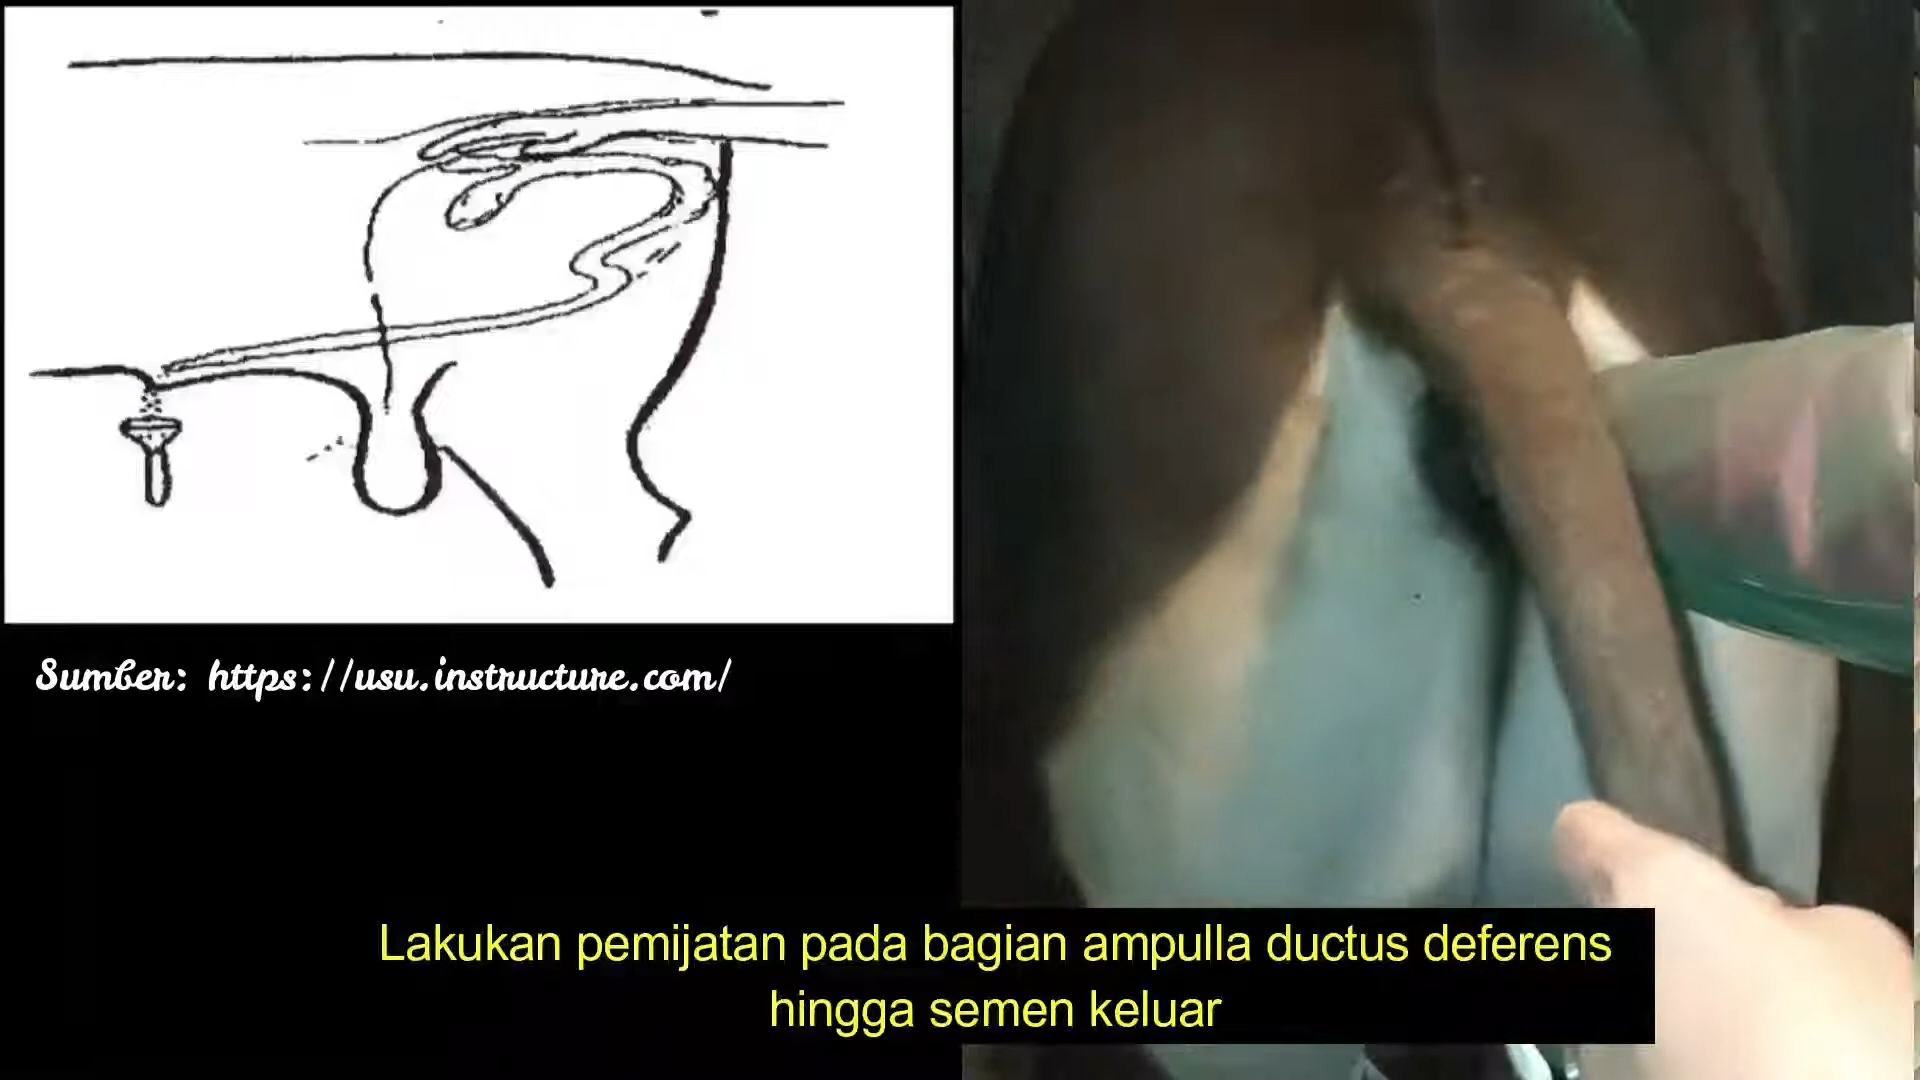 Sumber: https://usu.instructure.com/
Lakukan pemijatan pada bagian ampulla ductus deferens
hingga semen keluar